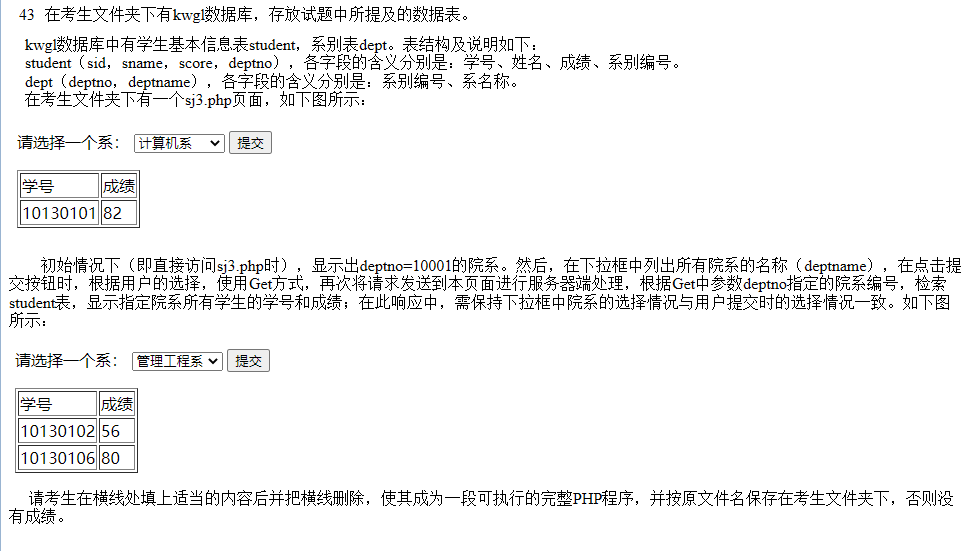 43 在考生文件夹下有kwgl数据库，存放试题中所提及的数据表。
kwgl数据库中有学生基本信息表student，系别表dept。表结构及说明如下：
student（sid，sname，score，deptno），各字段的含义分别是：学号、姓名、成绩、系别编号。
dept（deptno，deptname），各字段的含义分别是：系别编号、系名称。
在考生文件夹下有一个sj3.php页面，如下图所示：
请选择一个系： 计算机系 提交
学号 成绩
10130101 82
初始情况下（即直接访问sj3.php时），显示出deptno=10001的院系。然后，在下拉框中列出所有院系的名称（deptname），在点击提
交按钮时，根据用户的选择，使用Get方式，再次将请求发送到本页面进行服务器端处理，根据Get中参数deptno指定的院系编号，检索
student表，显示指定院系所有学生的学号和成绩；在此响应中，需保持下拉框中院系的选择情况与用户提交时的选择情况一致。如下图
所示：
请选择一个系： 管理工程系 提交
学号 成绩
10130102 56
10130106 80
请考生在横线处填上适当的内容后并把横线删除，使其成为一段可执行的完整PHP程序，并按原文件名保存在考生文件夹下，否则没
有成绩。